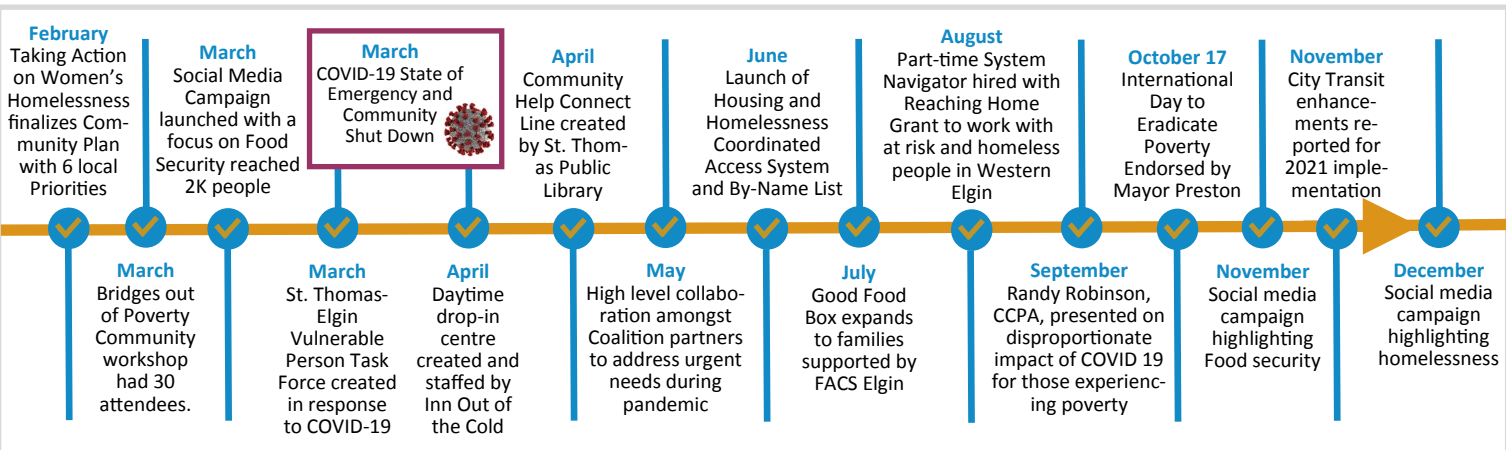 February
Taking Action
on Women's
Homelessness
finalizes Com-
munity Plan
with 6 local
Priorities
March
Bridges out
of Poverty
Community
workshop
had 30
attendees.
March
Social Media
Campaign
launched with a
focus on Food
Security reached
2K people
March
COVID-19 State of
Emergency and
Community
Shut Down
March
St. Thomas-
Elgin
Vulnerable
Person Task
Force created
in response
to COVID-19
April
Daytime
drop-in
centre
created and
staffed by
Inn Out of
the Cold
April
Community
Help Connect
Line created
by St. Thom-
as Public
Library
May
High level collabo-
ration amongst
Coalition partners
to address urgent
needs during
pandemic
June
Launch of
Housing and
Homelessness
Coordinated
Access System
and By-Name List
July
Good Food
Box expands
to families
supported by
FACS Elgin
August
Part-time System
Navigator hired with
Reaching Home
Grant to work with
at risk and homeless
people in Western
Elgin
September
Randy Robinson,
CCPA, presented on
disproportionate
impact of COVID 19
for those experienc-
ing poverty
October 17
International
Day to
Eradicate
Poverty
Endorsed by
Mayor Preston
November
Social media
campaign
highlighting
Food security
November
City Transit
enhance-
ments re-
ported for
2021 imple-
mentation
December
Social media
campaign
highlighting
homelessness